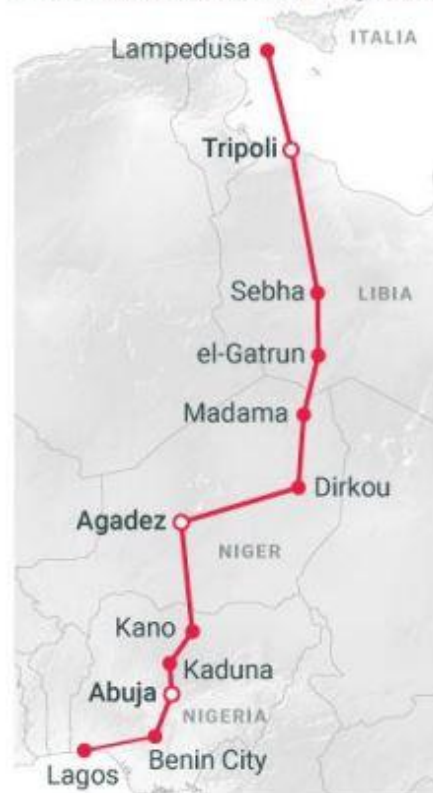 ITALIA
Lampedusa
Tripoli
Sebha
LIBIA
el-Gatrun
Madama
Dirkou
Agadez
NIGER
Kano
Kaduna
Abuja
NIGERIA
Benin City
Lagos